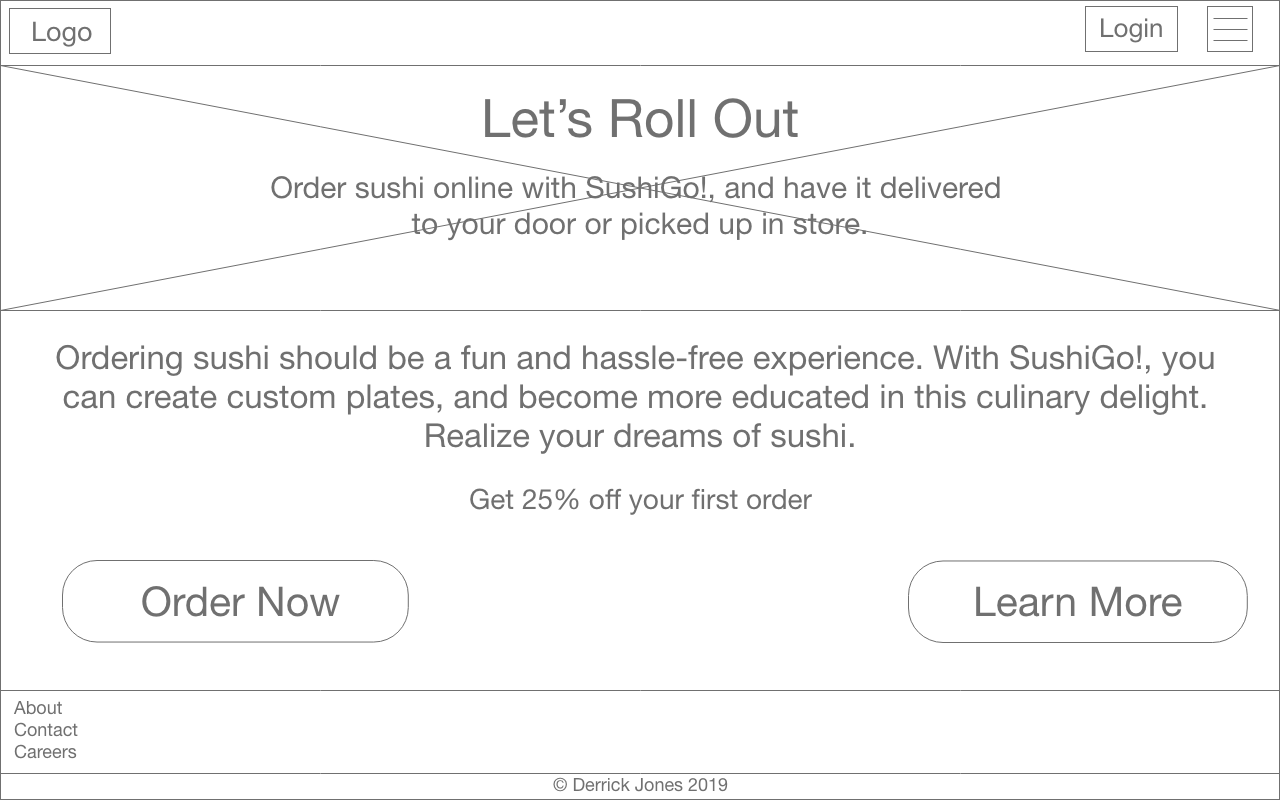 Logo
Login
Let’s Roll Out
Order sushi online with SushiGo!, and have it delivered
to your door or picked up in store.
Ordering sushi should be a fun and hassle-free experience. With SushiGo!, you
can create custom plates, and become more educated in this culinary delight.
Realize your dreams of sushi.
Get 25% off your first order
Order Now
Learn More
About
Contact
Careers
© Derrick Jones 2019